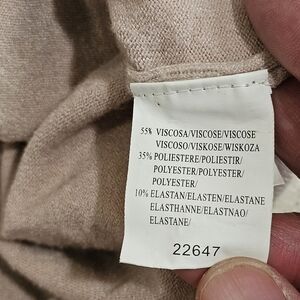 55% VISCOSA/VISCOSE/VISCOSE
VISCOSO/VISKOSE/WISKOZA
35% POLIESTERE/POLIESTIR/
POLYESTER/POLYESTER/
POLYESTER/
10% ELASTAN/ELASTEN/ELASTANE
ELASTHANNE/ELASTNAO/
ELASTANE/
22647